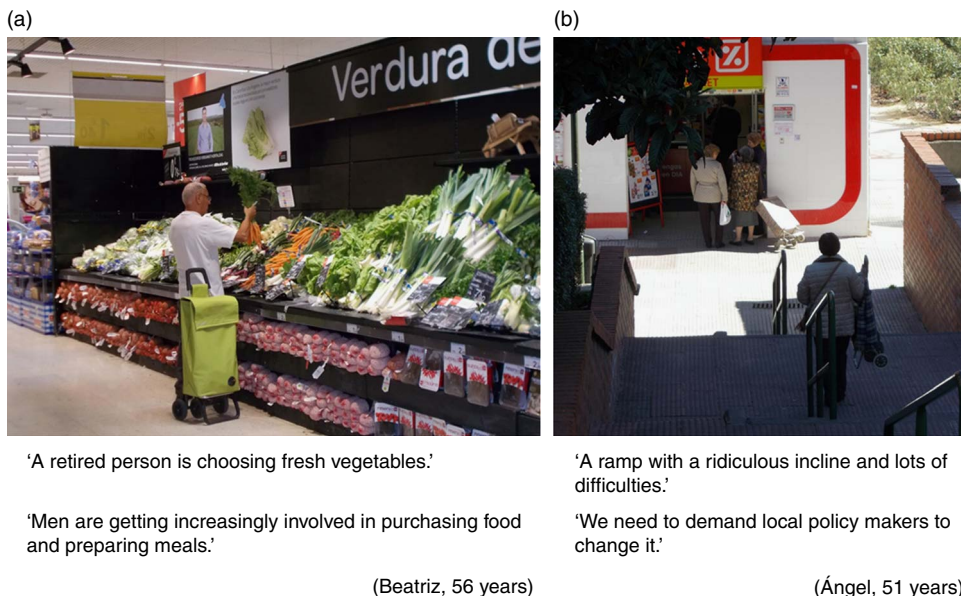 (a)
(b)
Verdura de
%
‘A retired person is choosing fresh vegetables.’
‘Men are getting increasingly involved in purchasing food
and preparing meals.’
(Beatriz, 56 years)
‘A ramp with a ridiculous incline and lots of
difficulties.’
‘We need to demand local policy makers to
change it.’
(Ángel, 51 years)